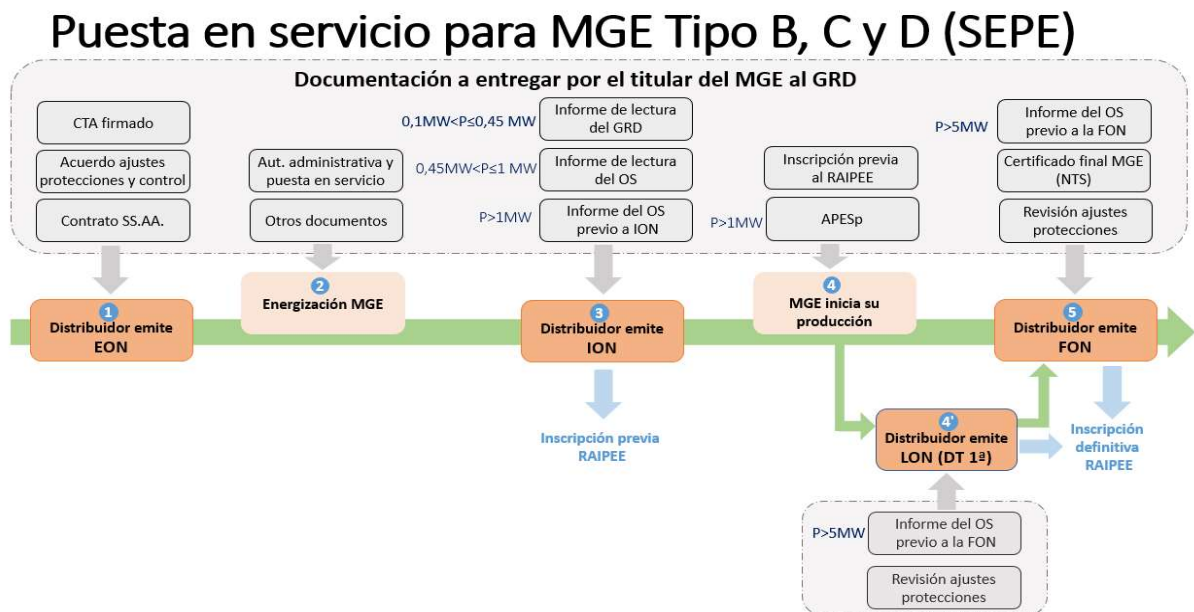 Puesta en servicio para MGE Tipo B, C y D (SEPE)
Documentación a entregar por el titular del MGE al GRD
CTA firmado
Acuerdo ajustes
protecciones y control
Contrato SS.AA.
Aut. administrativa y
puesta en servicio
Otros documentos
0,1MW<P≤0,45 MW
Informe de lectura
del GRD
0,45MW<P≤1 MW
Informe de lectura
del OS
P>1MW
Informe del OS
previo a ION
Inscripción previa
al RAIPEE
P>1MW
APESp
P>5MW
Informe del OS
previo a la FON
Certificado final MGE
(NTS)
Revisión ajustes
protecciones
1
Distribuidor emite
EON
2
Energización MGE
3
Distribuidor emite
ION
4
MGE inicia su
producción
5
Distribuidor emite
FON
Inscripción previa
RAIPEE
4'
Distribuidor emite
LON (DT 1ª)
Inscripción
definitiva
RAIPEE
P>5MW
Informe del OS
previo a la FON
Revisión ajustes
protecciones